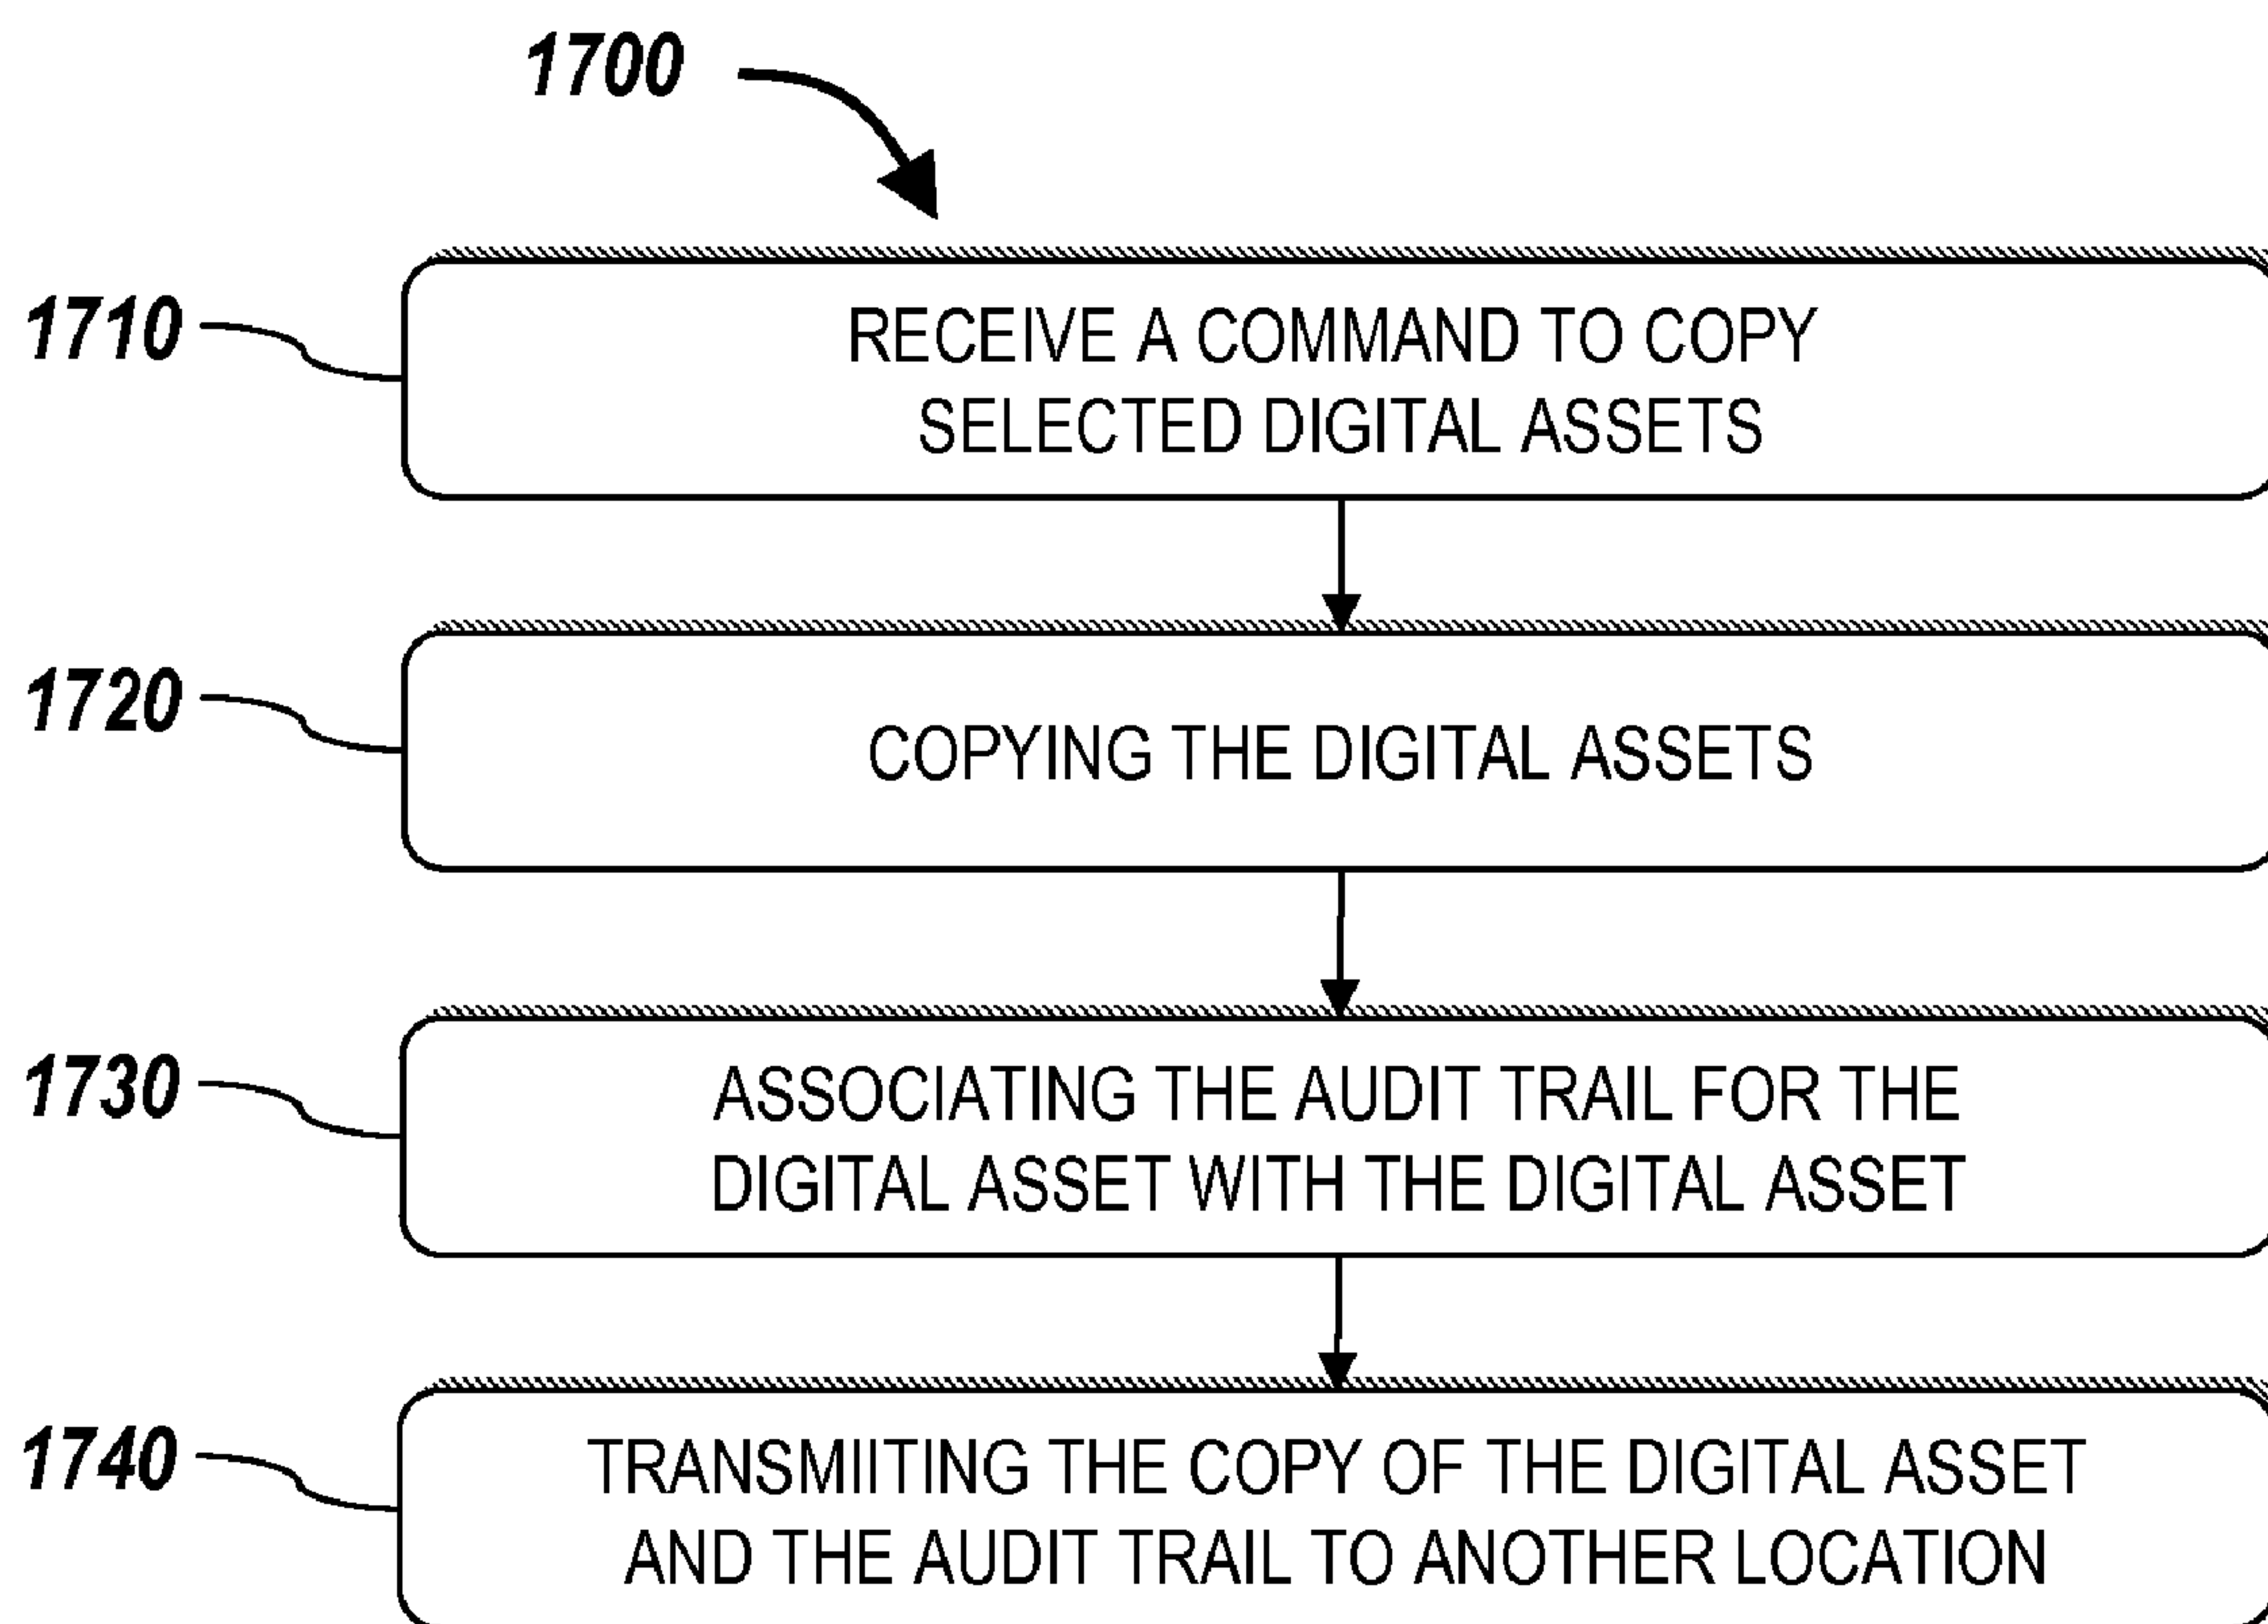 1700
1710
RECEIVE A COMMAND TO COPY
SELECTED DIGITAL ASSETS
1720
COPYING THE DIGITAL ASSETS
1730
ASSOCIATING THE AUDIT TRAIL FOR THE
DIGITAL ASSET WITH THE DIGITAL ASSET
1740
TRANSMIITING THE COPY OF THE DIGITAL ASSET
AND THE AUDIT TRAIL TO ANOTHER LOCATION